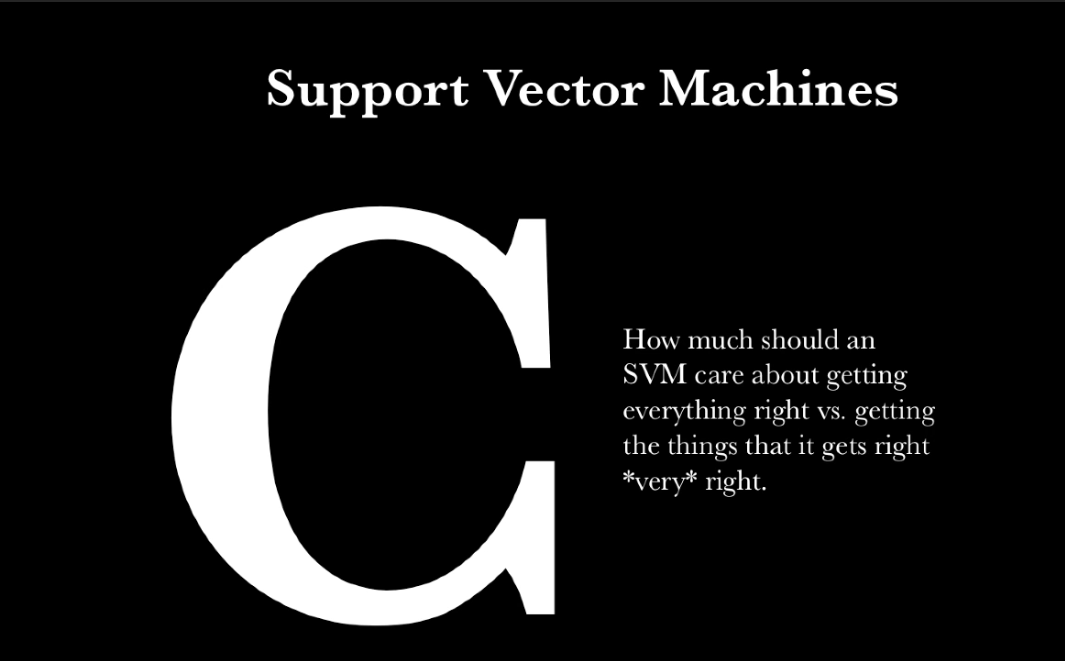 Support Vector Machines
C
How much should an
SVM care about getting
everything right vs. getting
the things that it gets right
*very* right.